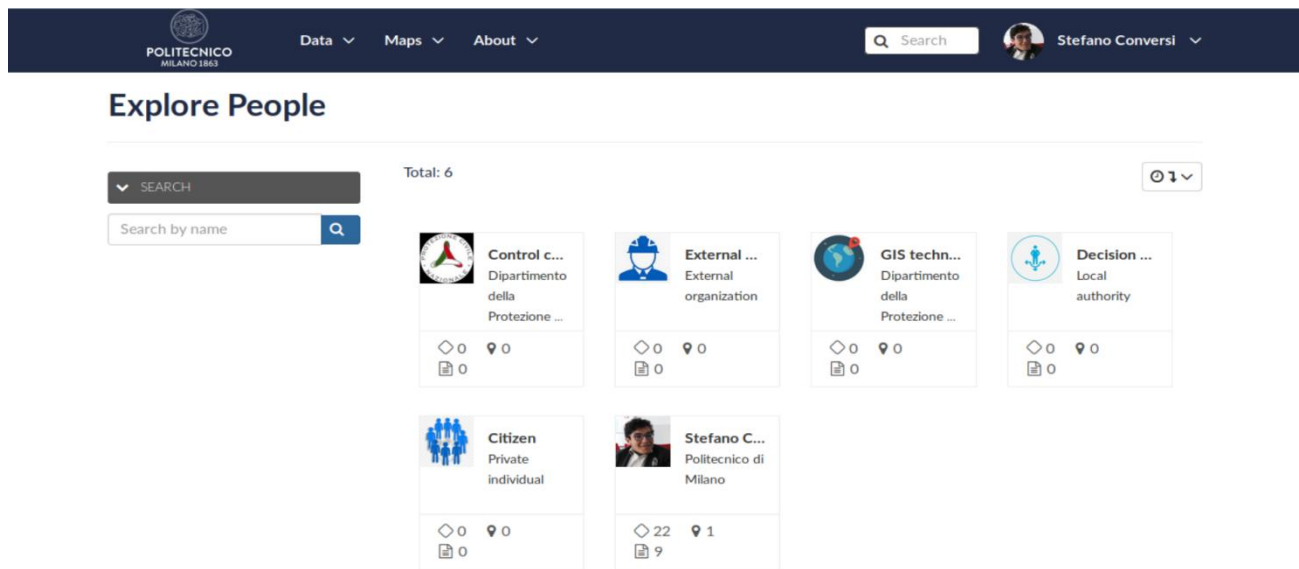 POLITECNICO
MILANO 1863
Data
Maps
About
Search
Stefano Conversi
Explore People
SEARCH
Search by name
Total: 6
PROTEZIONE CIVILE
NAZIONALE
Control c...
Dipartimento
della
Protezione ...
0 0
0
External ...
External
organization
0 0
0
GIS techn...
Dipartimento
della
Protezione ...
0 0
0
Decision ...
Local
authority
0 0
0
Citizen
Private
individual
0 0
0
Stefano C...
Politecnico di
Milano
22 1
9